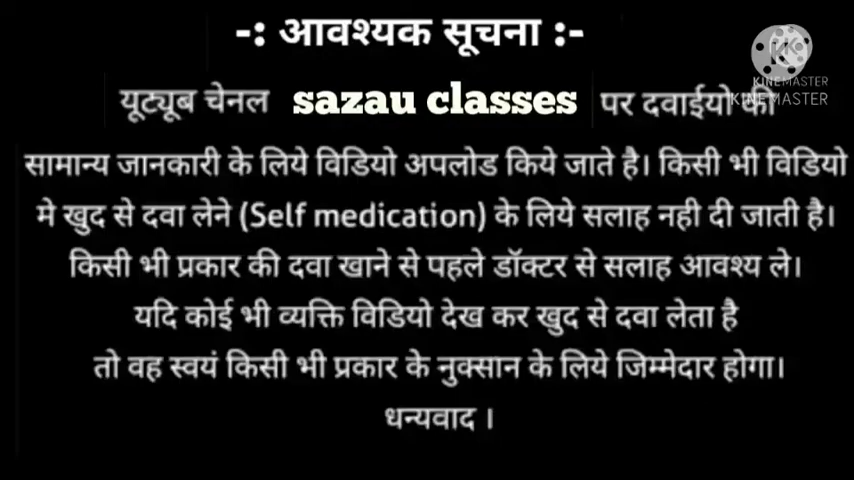 -: आवश्यक सूचना :-
KINEMASTER
KINEMASTER
यूट्यूब चेनल sazau classes पर दवाईयो की
सामान्य जानकारी के लिये विडियो अपलोड किये जाते है। किसी भी विडियो
मे खुद से दवा लेने (Self medication) के लिये सलाह नही दी जाती है।
किसी भी प्रकार की दवा खाने से पहले डॉक्टर से सलाह आवश्य ले।
यदि कोई भी व्यक्ति विडियो देख कर खुद से दवा लेता है
तो वह स्वयं किसी भी प्रकार के नुक्सान के लिये जिम्मेदार होगा।
धन्यवाद ।